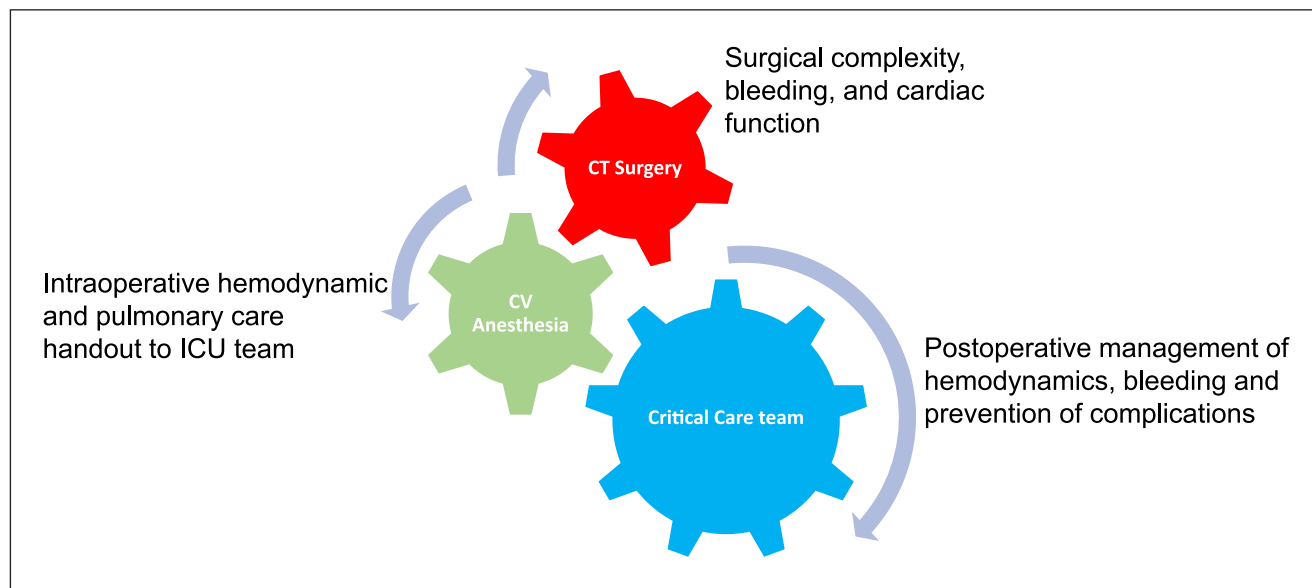 Surgical complexity,
bleeding, and cardiac
function
CT Surgery
Intraoperative hemodynamic
and pulmonary care
handout to ICU team
CV
Anesthesia
Postoperative management of
hemodynamics, bleeding and
prevention of complications
Critical Care team